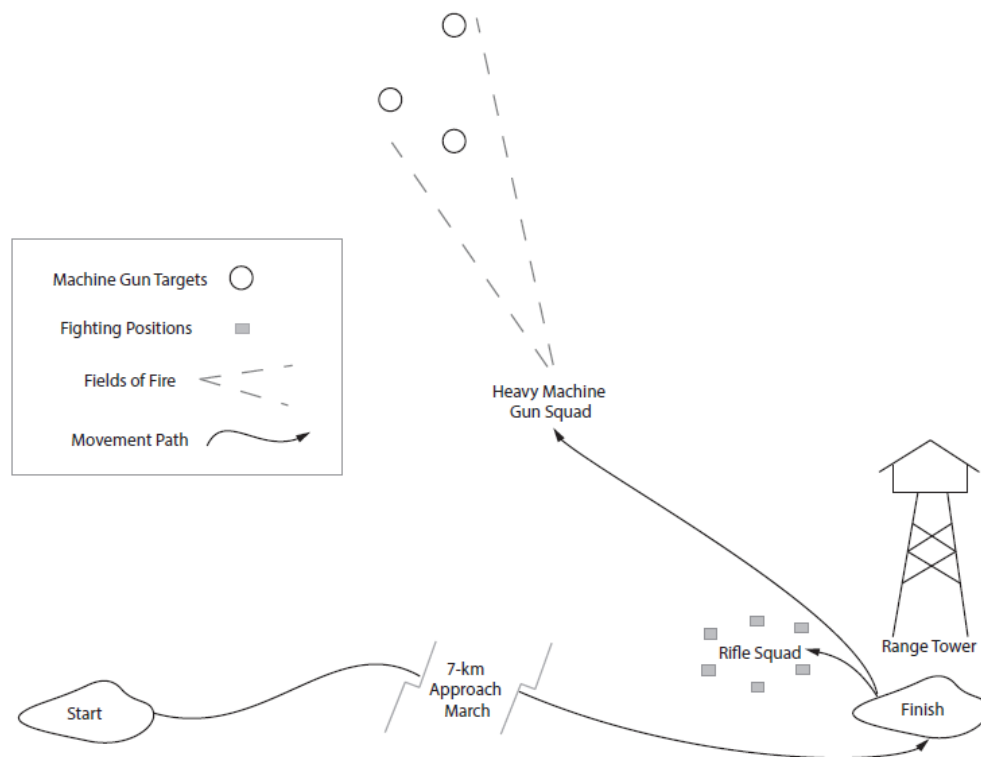 Machine Gun Targets
Fighting Positions
Fields of Fire
Movement Path
Heavy Machine
Gun Squad
Range Tower
Rifle Squad
7-km
Approach
March
Start
Finish